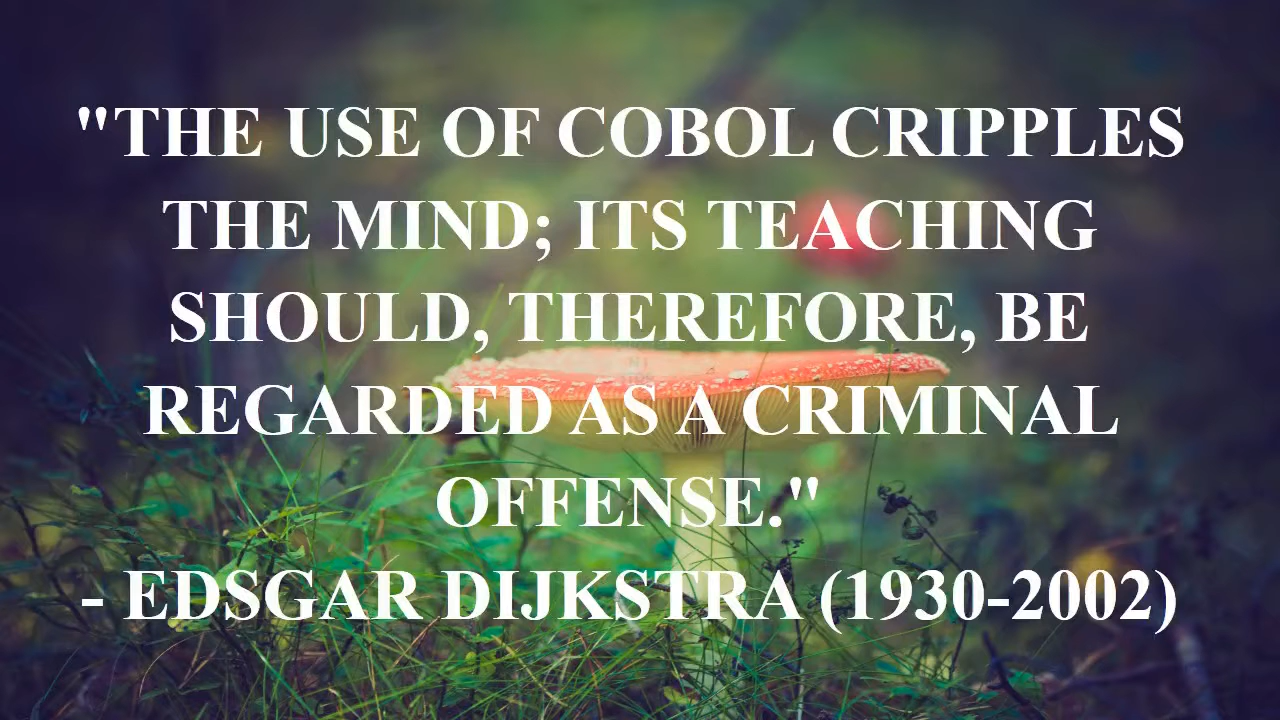 "THE USE OF COBOL CRIPPLES
THE MIND; ITS TEACHING
SHOULD, THEREFORE, BE
REGARDED AS A CRIMINAL
OFFENSE."
- EDSGAR DIJKSTRA (1930-2002)